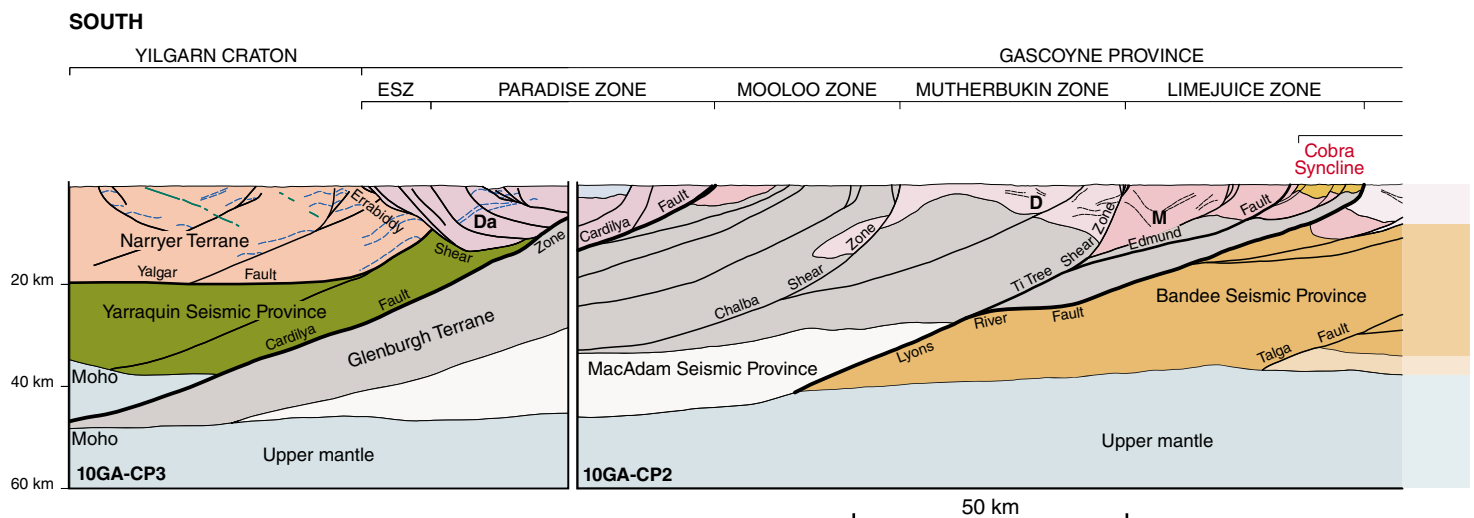 SOUTH
YILGARN CRATON
GASCOYNE PROVINCE
ESZ
PARADISE ZONE
MOOLOO ZONE
MUTHERBUKIN ZONE
LIMEJUICE ZONE
Cobra
Syncline
Errabiddy
Shear
Zone
Da
Narryer Terrane
Yalgar
Fault
20 km
Yarraquin Seismic Province
Cardilya
Fault
Glenburgh Terrane
Moho
40 km
Moho
Upper mantle
10GA-CP3
60 km
Cardilya
Fault
Chalba
Shear
Zone
D
M
Ti Tree
Shear
Zone
Edmund
Fault
Lyons
River
Fault
Bandee Seismic Province
Talga
Fault
MacAdam Seismic Province
Upper mantle
10GA-CP2
50 km